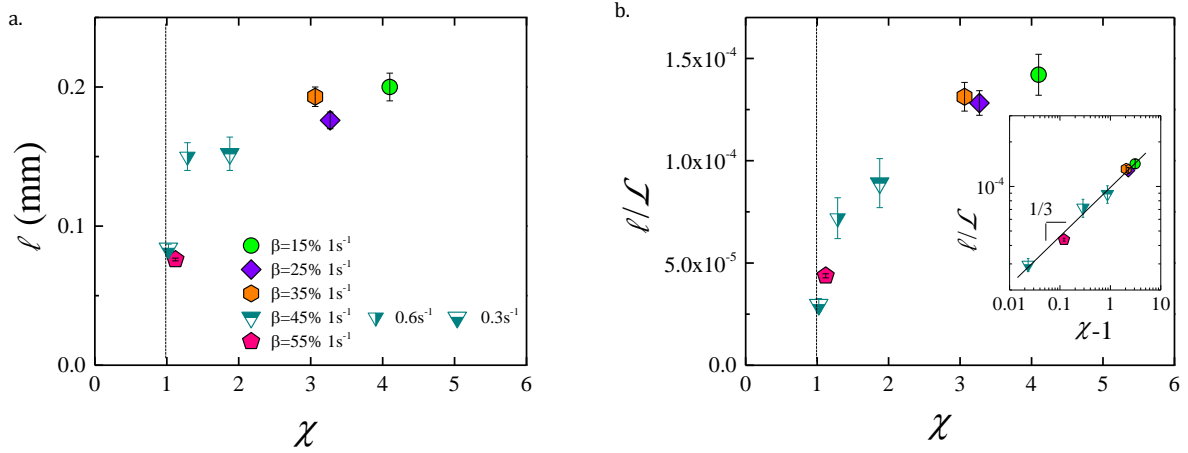 a.
ℓ (mm)
0.2
0.1
0.0
0 1 2 3 4 5 6
χ
β=15% 1s⁻¹
β=25% 1s⁻¹
β=35% 1s⁻¹
β=45% 1s⁻¹ 0.6s⁻¹ 0.3s⁻¹
β=55% 1s⁻¹
b.
ℓ/ℒ
1.5x10⁻⁴
1.0x10⁻⁴
5.0x10⁻⁵
0.0
0 1 2 3 4 5 6
χ
ℓ/ℒ
10⁻⁴
1/3
0.01 0.1 1 10
χ-1